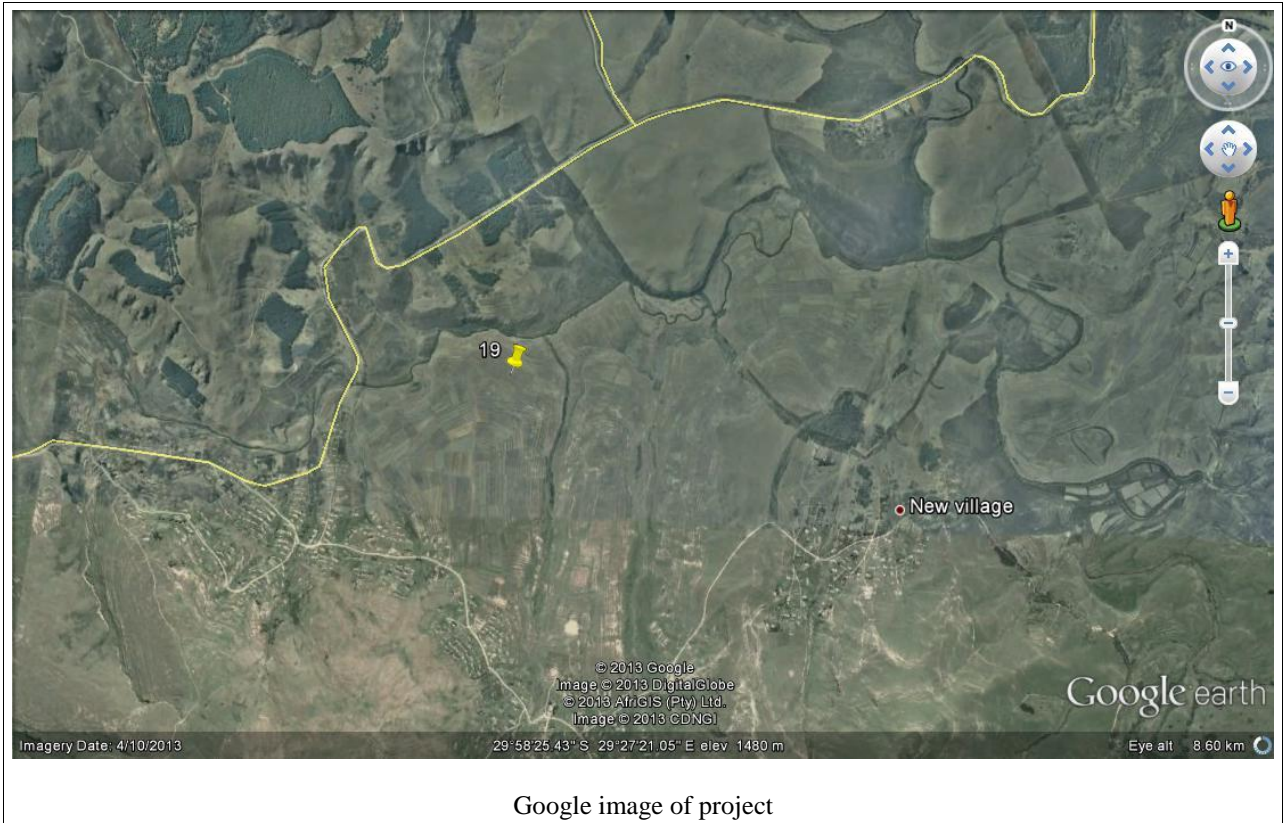 N
19
New village
© 2013 Google
Image © 2013 DigitalGlobe
© 2013 AfriGIS (Pty) Ltd.
Image © 2013 CDNGI
Google earth
Imagery Date: 4/10/2013 29°58'25.43" S 29°27'21.05" E elev 1480 m Eye alt 8.60 km
Google image of project